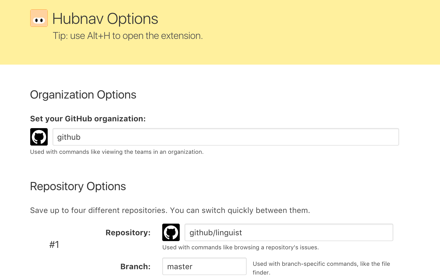 Hubnav Options
Tip: use Alt+H to open the extension.
Organization Options
Set your GitHub organization:
github
Used with commands like viewing the teams in an organization.
Repository Options
Save up to four different repositories. You can switch quickly between them.
#1
Repository:
github/linguist
Used with commands like browsing a repository's issues.
Branch:
master
Used with branch-specific commands, like the file
finder.